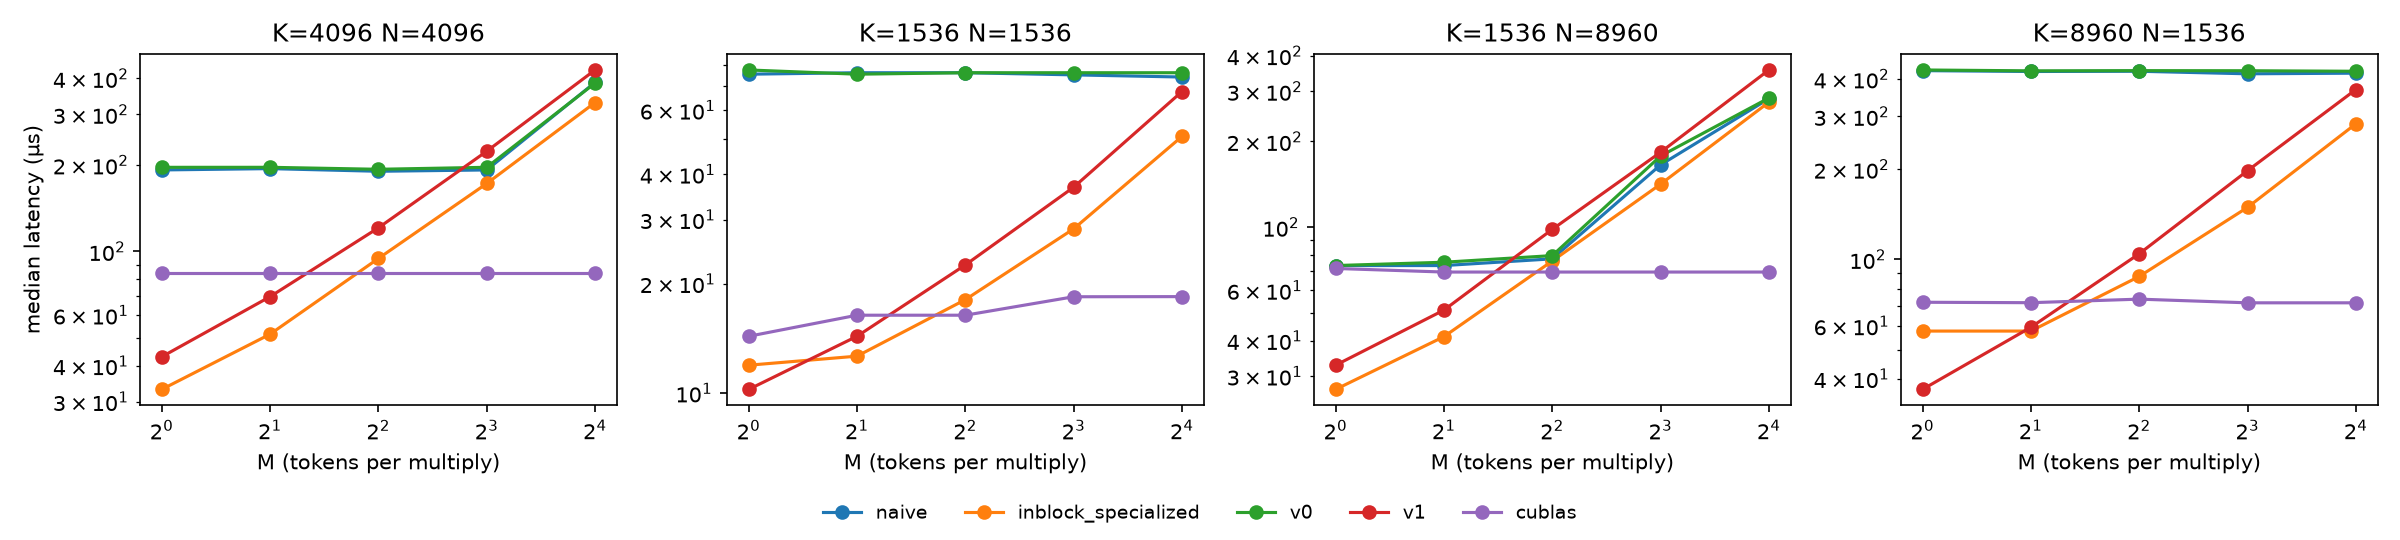 K=4096 N=4096
median latency (µs)
4 × 10²
3 × 10²
2 × 10²
10²
6 × 10¹
4 × 10¹
3 × 10¹
2⁰ 2¹ 2² 2³ 2⁴
M (tokens per multiply)
K=1536 N=1536
6 × 10¹
4 × 10¹
3 × 10¹
2 × 10¹
10¹
2⁰ 2¹ 2² 2³ 2⁴
M (tokens per multiply)
K=1536 N=8960
4 × 10²
3 × 10²
2 × 10²
10²
6 × 10¹
4 × 10¹
3 × 10¹
2⁰ 2¹ 2² 2³ 2⁴
M (tokens per multiply)
K=8960 N=1536
4 × 10²
3 × 10²
2 × 10²
10²
6 × 10¹
4 × 10¹
2⁰ 2¹ 2² 2³ 2⁴
M (tokens per multiply)
naive inblock_specialized v0 v1 cublas